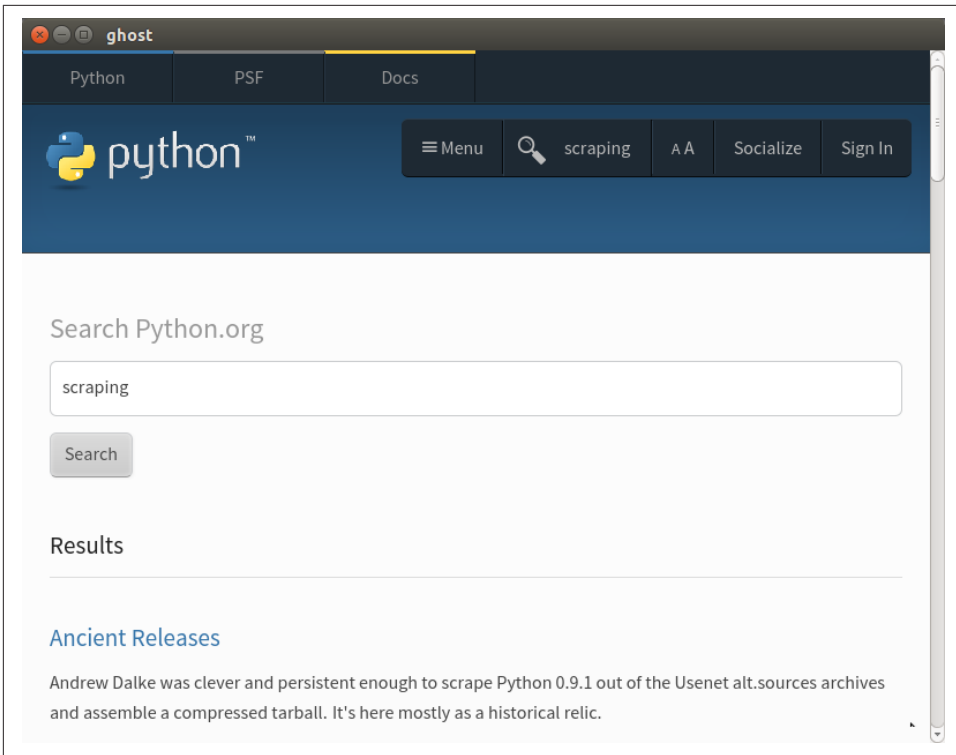 ghost
Python PSF Docs
python™
Menu scraping A A Socialize Sign In
Search Python.org
scraping
Search
Results
Ancient Releases
Andrew Dalke was clever and persistent enough to scrape Python 0.9.1 out of the Usenet alt.sources archives
and assemble a compressed tarball. It's here mostly as a historical relic.